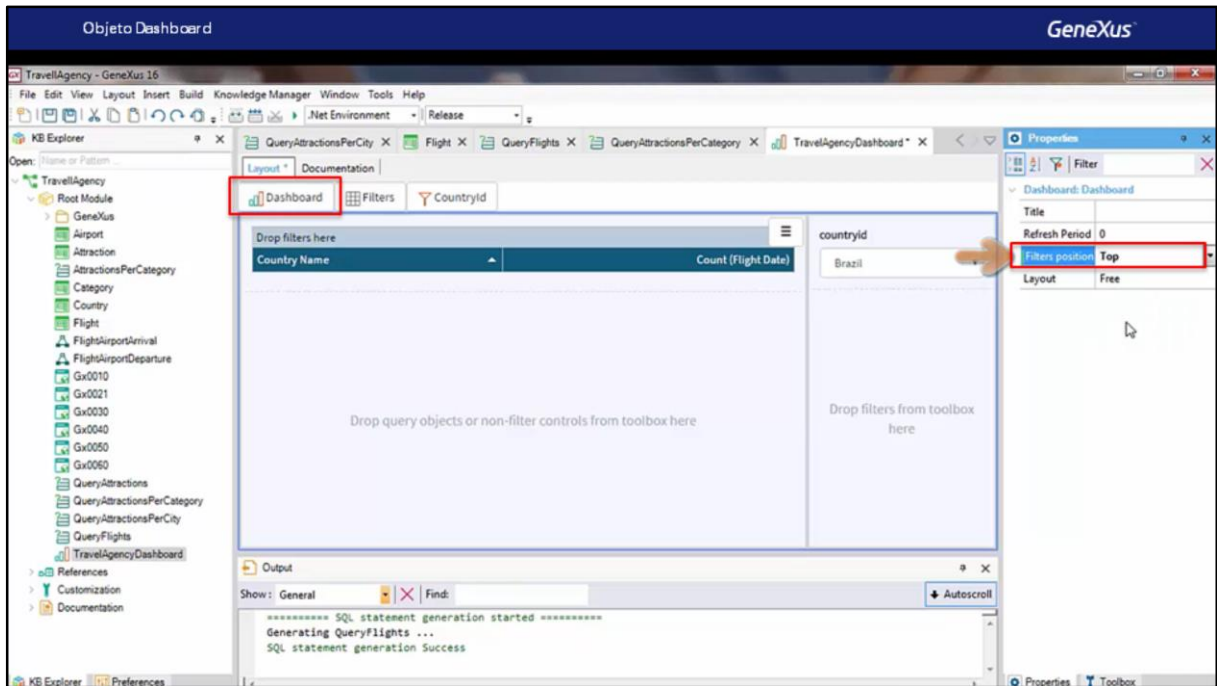 Objeto Dashboard
GeneXus
TravellAgency - GeneXus 16
File Edit View Layout Insert Build Knowledge Manager Window Tools Help
.Net Environment Release
KB Explorer
Open: Name or Pattern ...
TravellAgency
Root Module
GeneXus
Airport
Attraction
AttractionsPerCategory
Category
Country
Flight
FlightAirportArrival
FlightAirportDeparture
Gx0010
Gx0021
Gx0030
Gx0040
Gx0050
Gx0060
QueryAttractions
QueryAttractionsPerCategory
QueryAttractionsPerCity
QueryFlights
TravelAgencyDashboard
References
Customization
Documentation
KB Explorer Preferences
QueryAttractionsPerCity X Flight X QueryFlights X QueryAttractionsPerCategory X TravelAgencyDashboard * X
Layout * Documentation
Dashboard Filters CountryId
Drop filters here
Country Name Count (Flight Date)
Drop query objects or non-filter controls from toolbox here
countryid
Brazil
Drop filters from toolbox here
Output
Show: General Find: Autoscroll
========== SQL statement generation started ==========
Generating QueryFlights ...
SQL statement generation Success
Properties
Filter
Dashboard: Dashboard
Title
Refresh Period 0
Filters position Top
Layout Free
Properties Toolbox